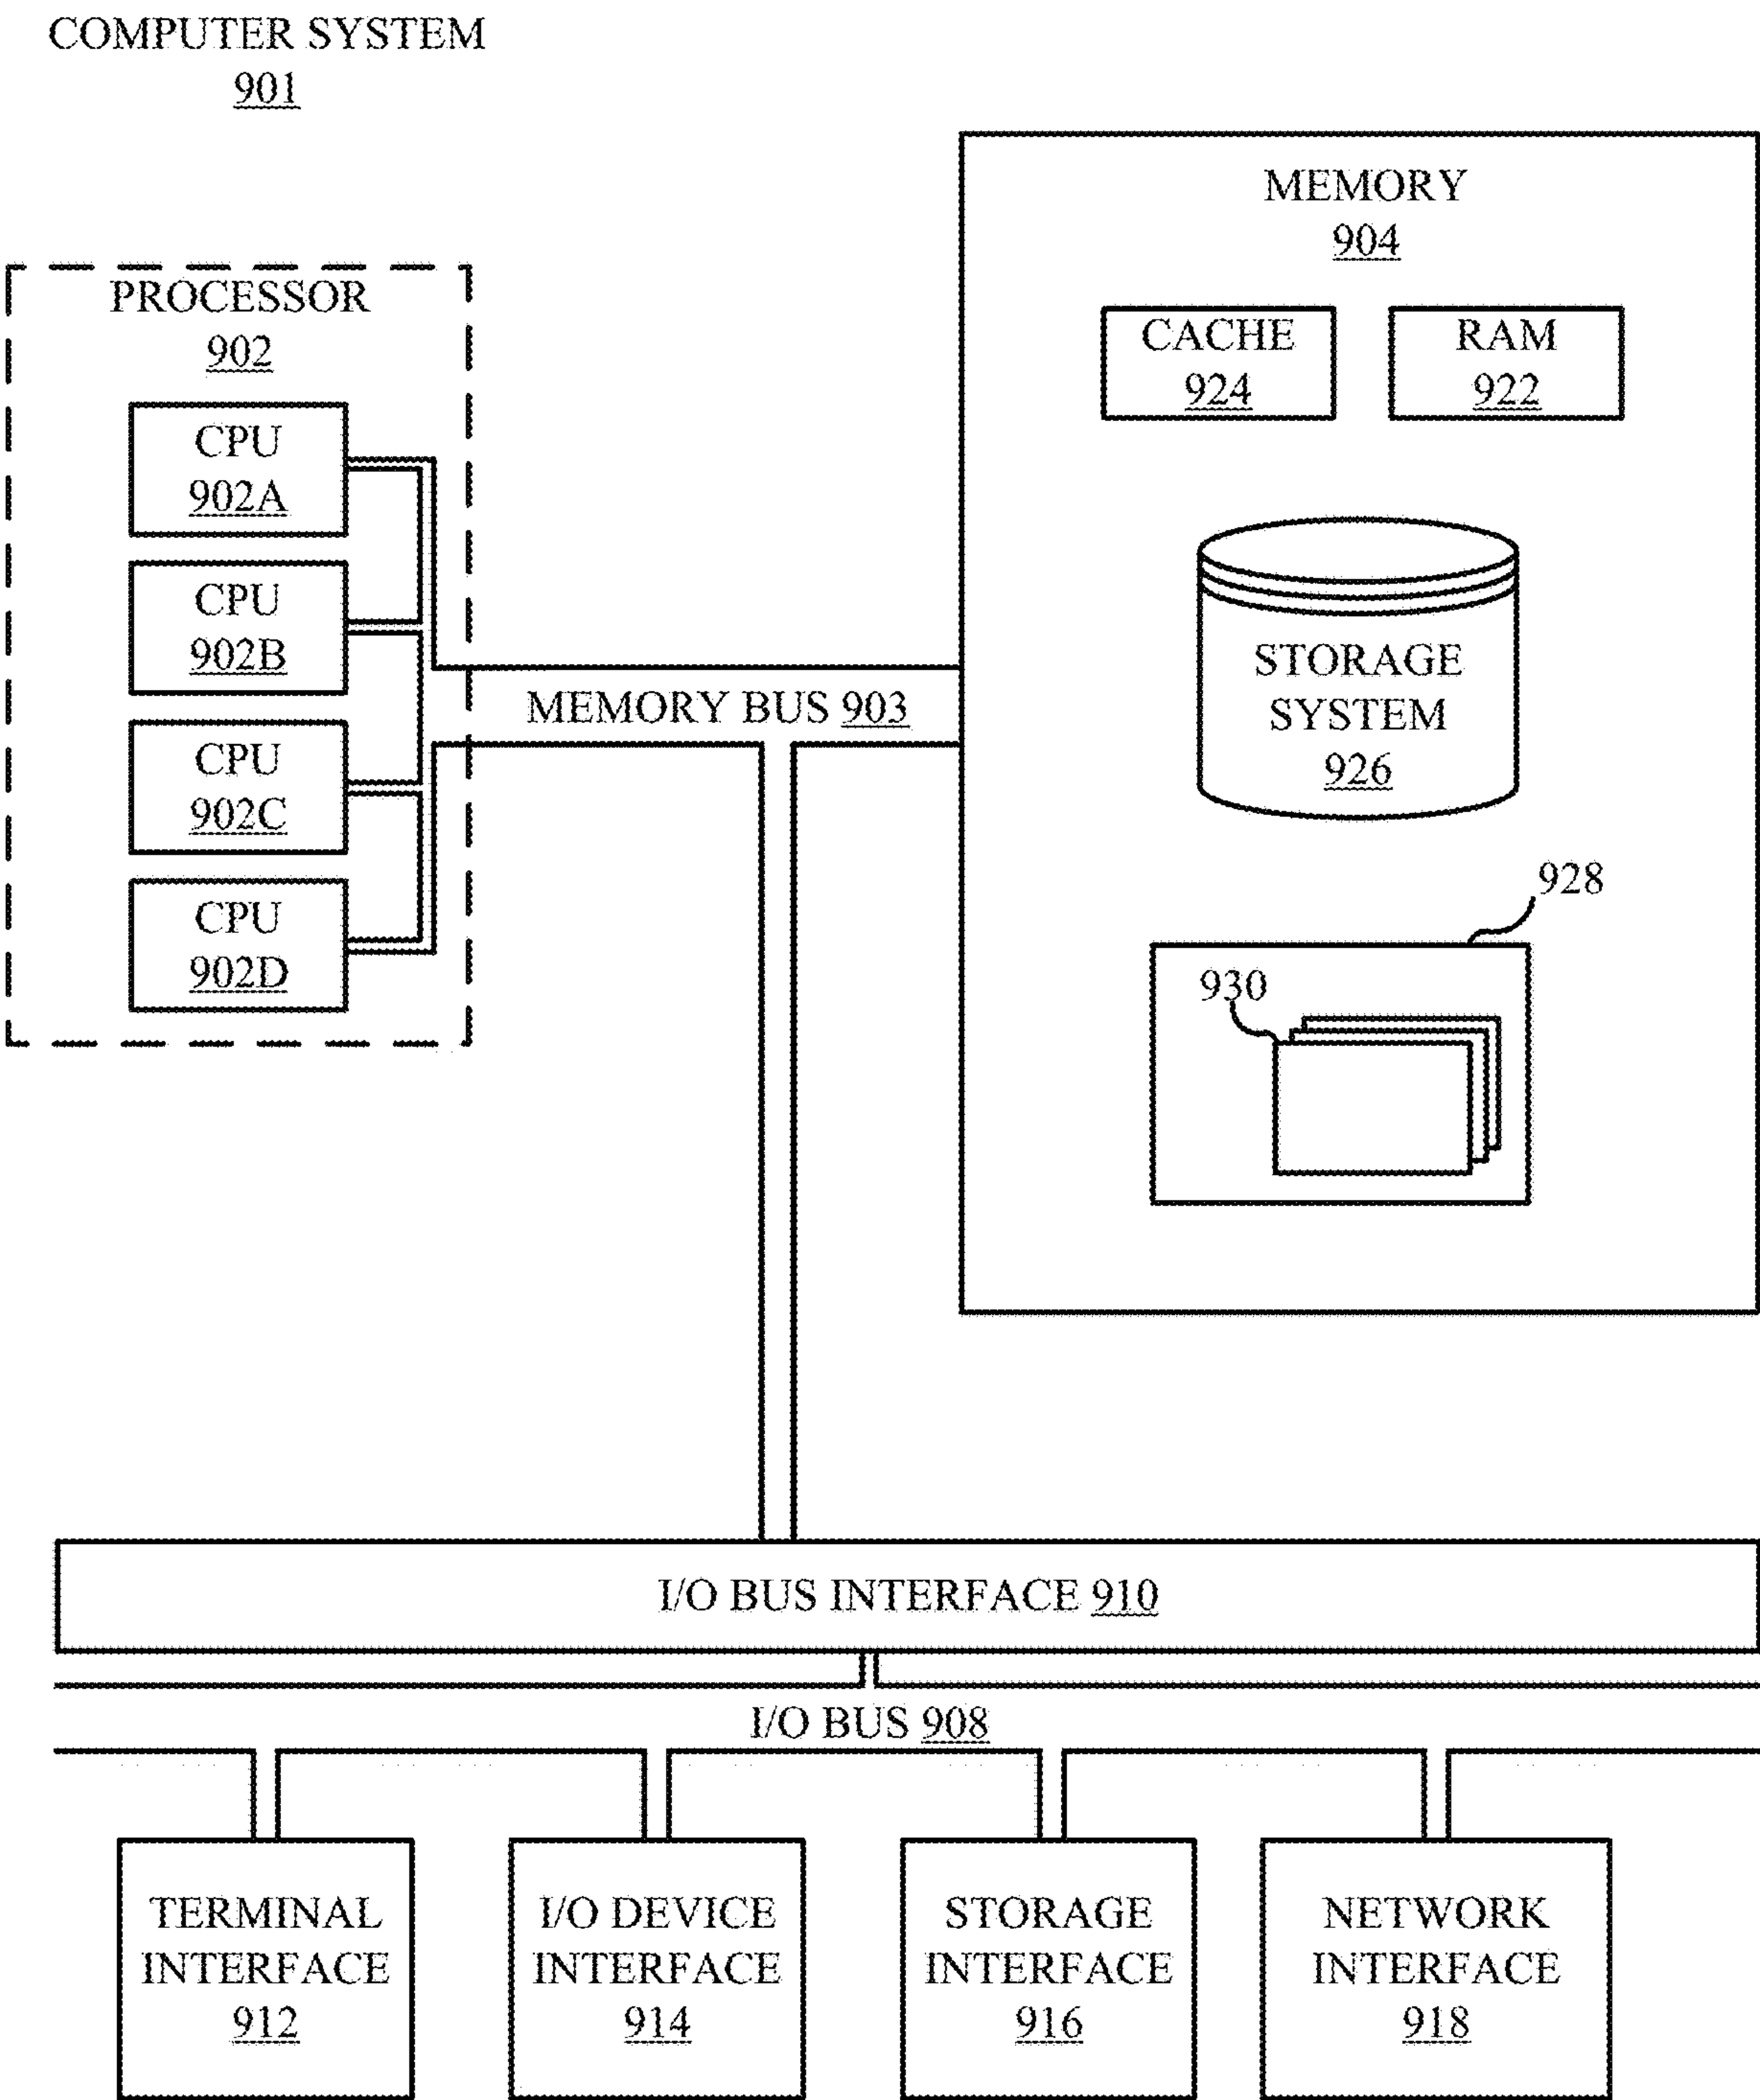 COMPUTER SYSTEM
901
MEMORY
904
PROCESSOR
902
CACHE
924
RAM
922
CPU
902A
CPU
902B
CPU
902C
CPU
902D
MEMORY BUS 903
STORAGE
SYSTEM
926
928
930
I/O BUS INTERFACE 910
I/O BUS 908
TERMINAL
INTERFACE
912
I/O DEVICE
INTERFACE
914
STORAGE
INTERFACE
916
NETWORK
INTERFACE
918